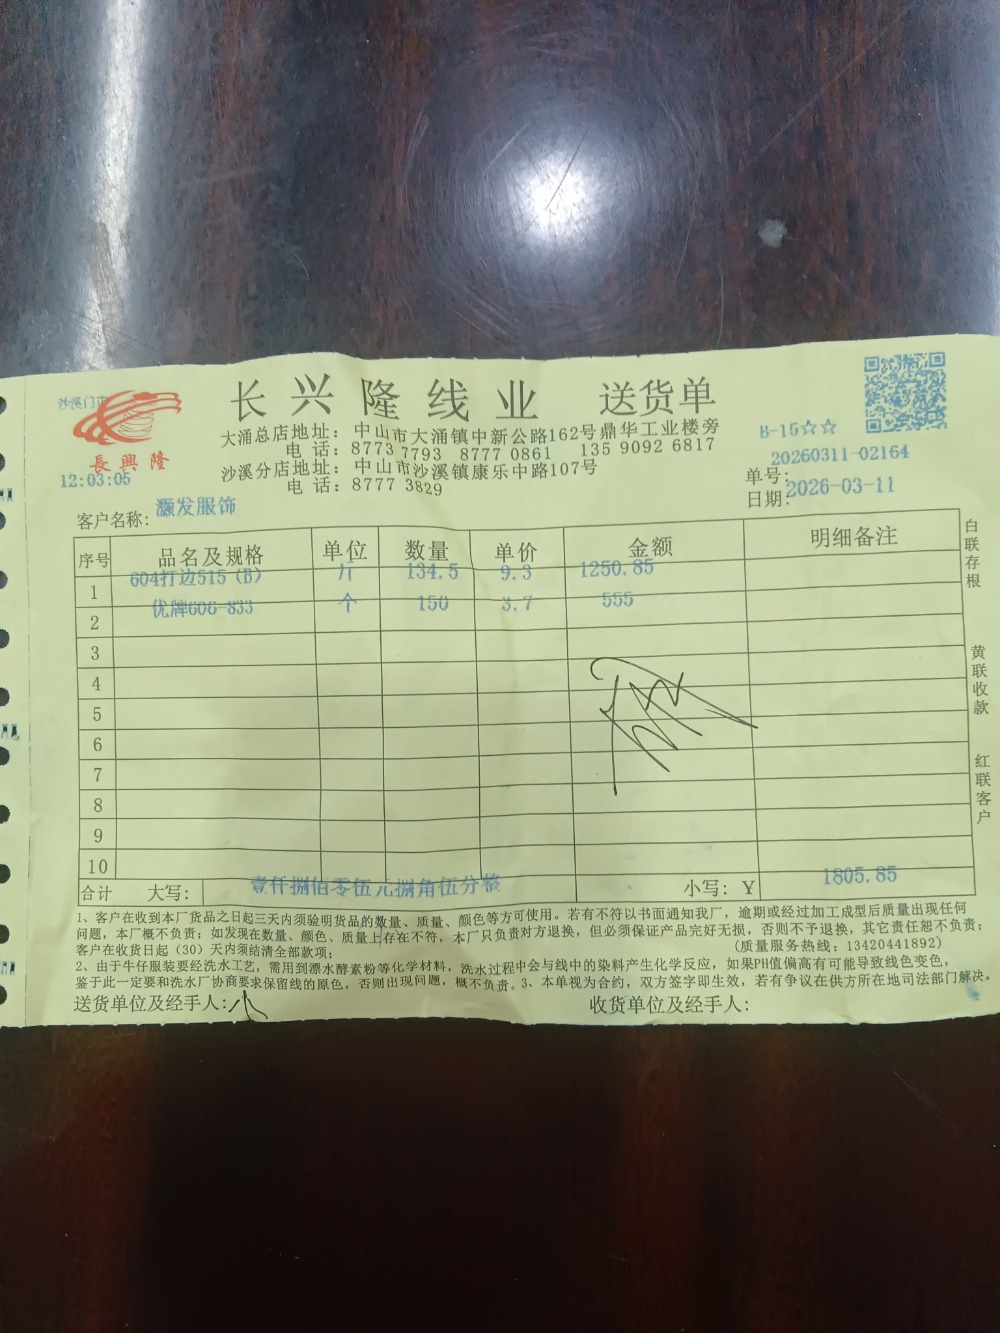 沙溪门市
長興隆
12:03:05
长兴隆线业 送货单
大涌总店地址：中山市大涌镇中新公路162号鼎华工业楼旁
电 话：8773 7793 8777 0861 135 9092 6817
沙溪分店地址：中山市沙溪镇康乐中路107号
电 话：8777 3829
B-15☆☆
单号：20260311-02164
日期：2026-03-11
客户名称：灏发服饰
序号 品名及规格 单位 数量 单价 金额 明细备注
1 604打边515（B） 斤 134.5 9.3 1250.85
2 优牌606-833 个 150 3.7 555
3
4
5
6
7
8
9
10
合计 大写：壹仟捌佰零伍元捌角伍分整 小写：￥ 1805.85
白联存根
黄联收款
红联客户
1、客户在收到本厂货品之日起三天内须验明货品的数量、质量、颜色等方可使用。若有不符以书面通知我厂，逾期或经过加工成型后质量出现任何
问题，本厂概不负责；如发现在数量、颜色、质量上存在不符，本厂只负责对方退换，但必须保证产品完好无损，否则不予退换，其它责任恕不负责；
客户在收货日起（30）天内须结清全部款项； （质量服务热线：13420441892）
2、由于牛仔服装要经洗水工艺，需用到漂水酵素粉等化学材料，洗水过程中会与线中的染料产生化学反应，如果PH值偏高有可能导致线色变色，
鉴于此一定要和洗水厂协商要求保留线的原色，否则出现问题，概不负责。3、本单视为合约，双方签字即生效，若有争议在供方所在地司法部门解决。
送货单位及经手人： 收货单位及经手人：